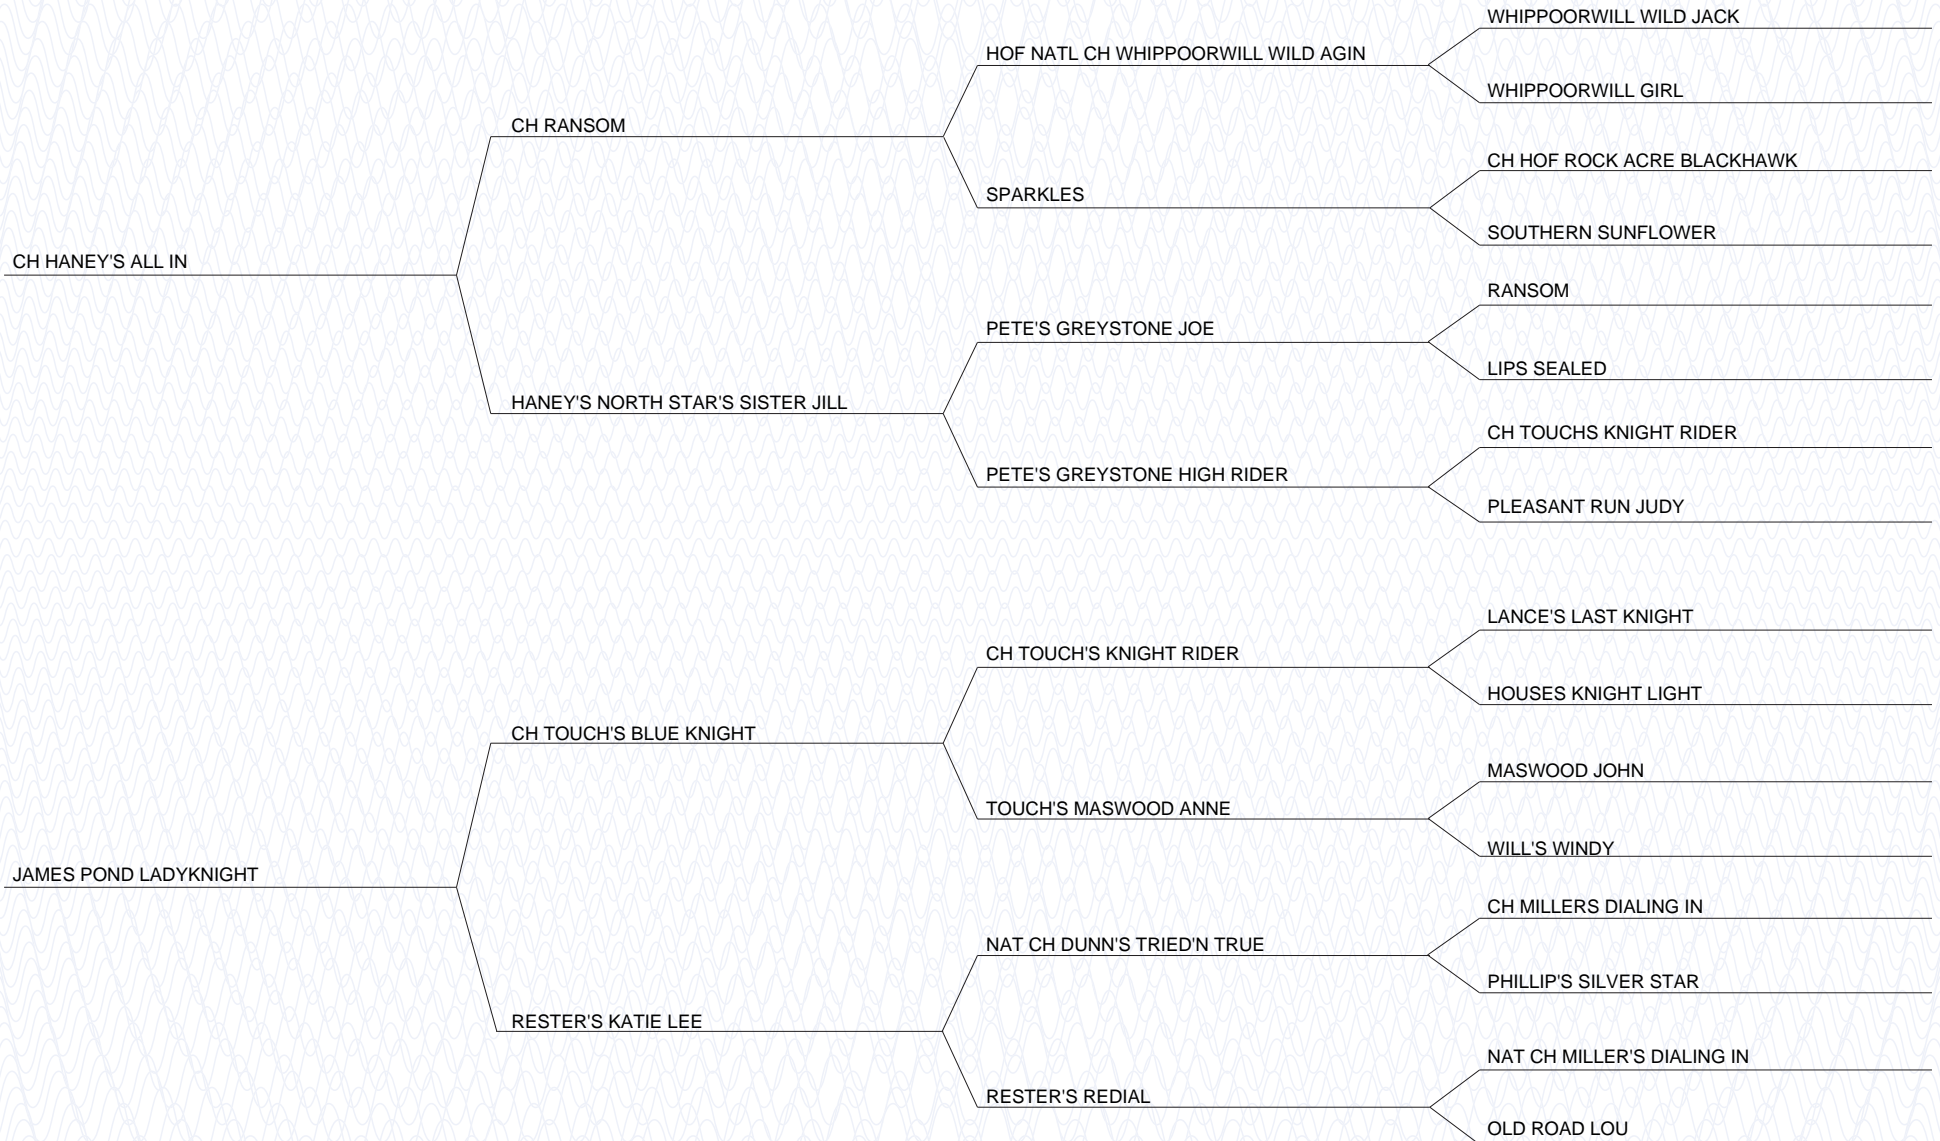 WHIPPOORWILL WILD JACK
HOF NATL CH WHIPPOORWILL WILD AGIN
WHIPPOORWILL GIRL
CH RANSOM
CH HOF ROCK ACRE BLACKHAWK
SPARKLES
SOUTHERN SUNFLOWER
CH HANEY'S ALL IN
RANSOM
PETE'S GREYSTONE JOE
LIPS SEALED
HANEY'S NORTH STAR'S SISTER JILL
CH TOUCHS KNIGHT RIDER
PETE'S GREYSTONE HIGH RIDER
PLEASANT RUN JUDY
LANCE'S LAST KNIGHT
CH TOUCH'S KNIGHT RIDER
HOUSES KNIGHT LIGHT
CH TOUCH'S BLUE KNIGHT
MASWOOD JOHN
TOUCH'S MASWOOD ANNE
WILL'S WINDY
JAMES POND LADYKNIGHT
CH MILLERS DIALING IN
NAT CH DUNN'S TRIED'N TRUE
PHILLIP'S SILVER STAR
RESTER'S KATIE LEE
NAT CH MILLER'S DIALING IN
RESTER'S REDIAL
OLD ROAD LOU